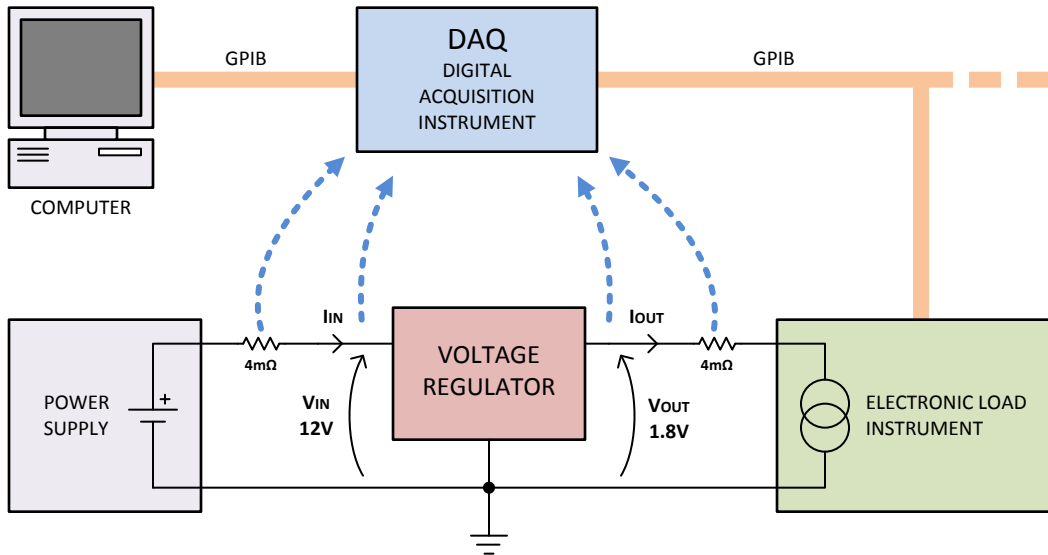 DAQ
DIGITAL
ACQUISITION
INSTRUMENT
GPIB
GPIB
COMPUTER
IIN
IOUT
4mΩ
4mΩ
VOLTAGE
REGULATOR
POWER
SUPPLY
+
VIN
12V
VOUT
1.8V
ELECTRONIC LOAD
INSTRUMENT